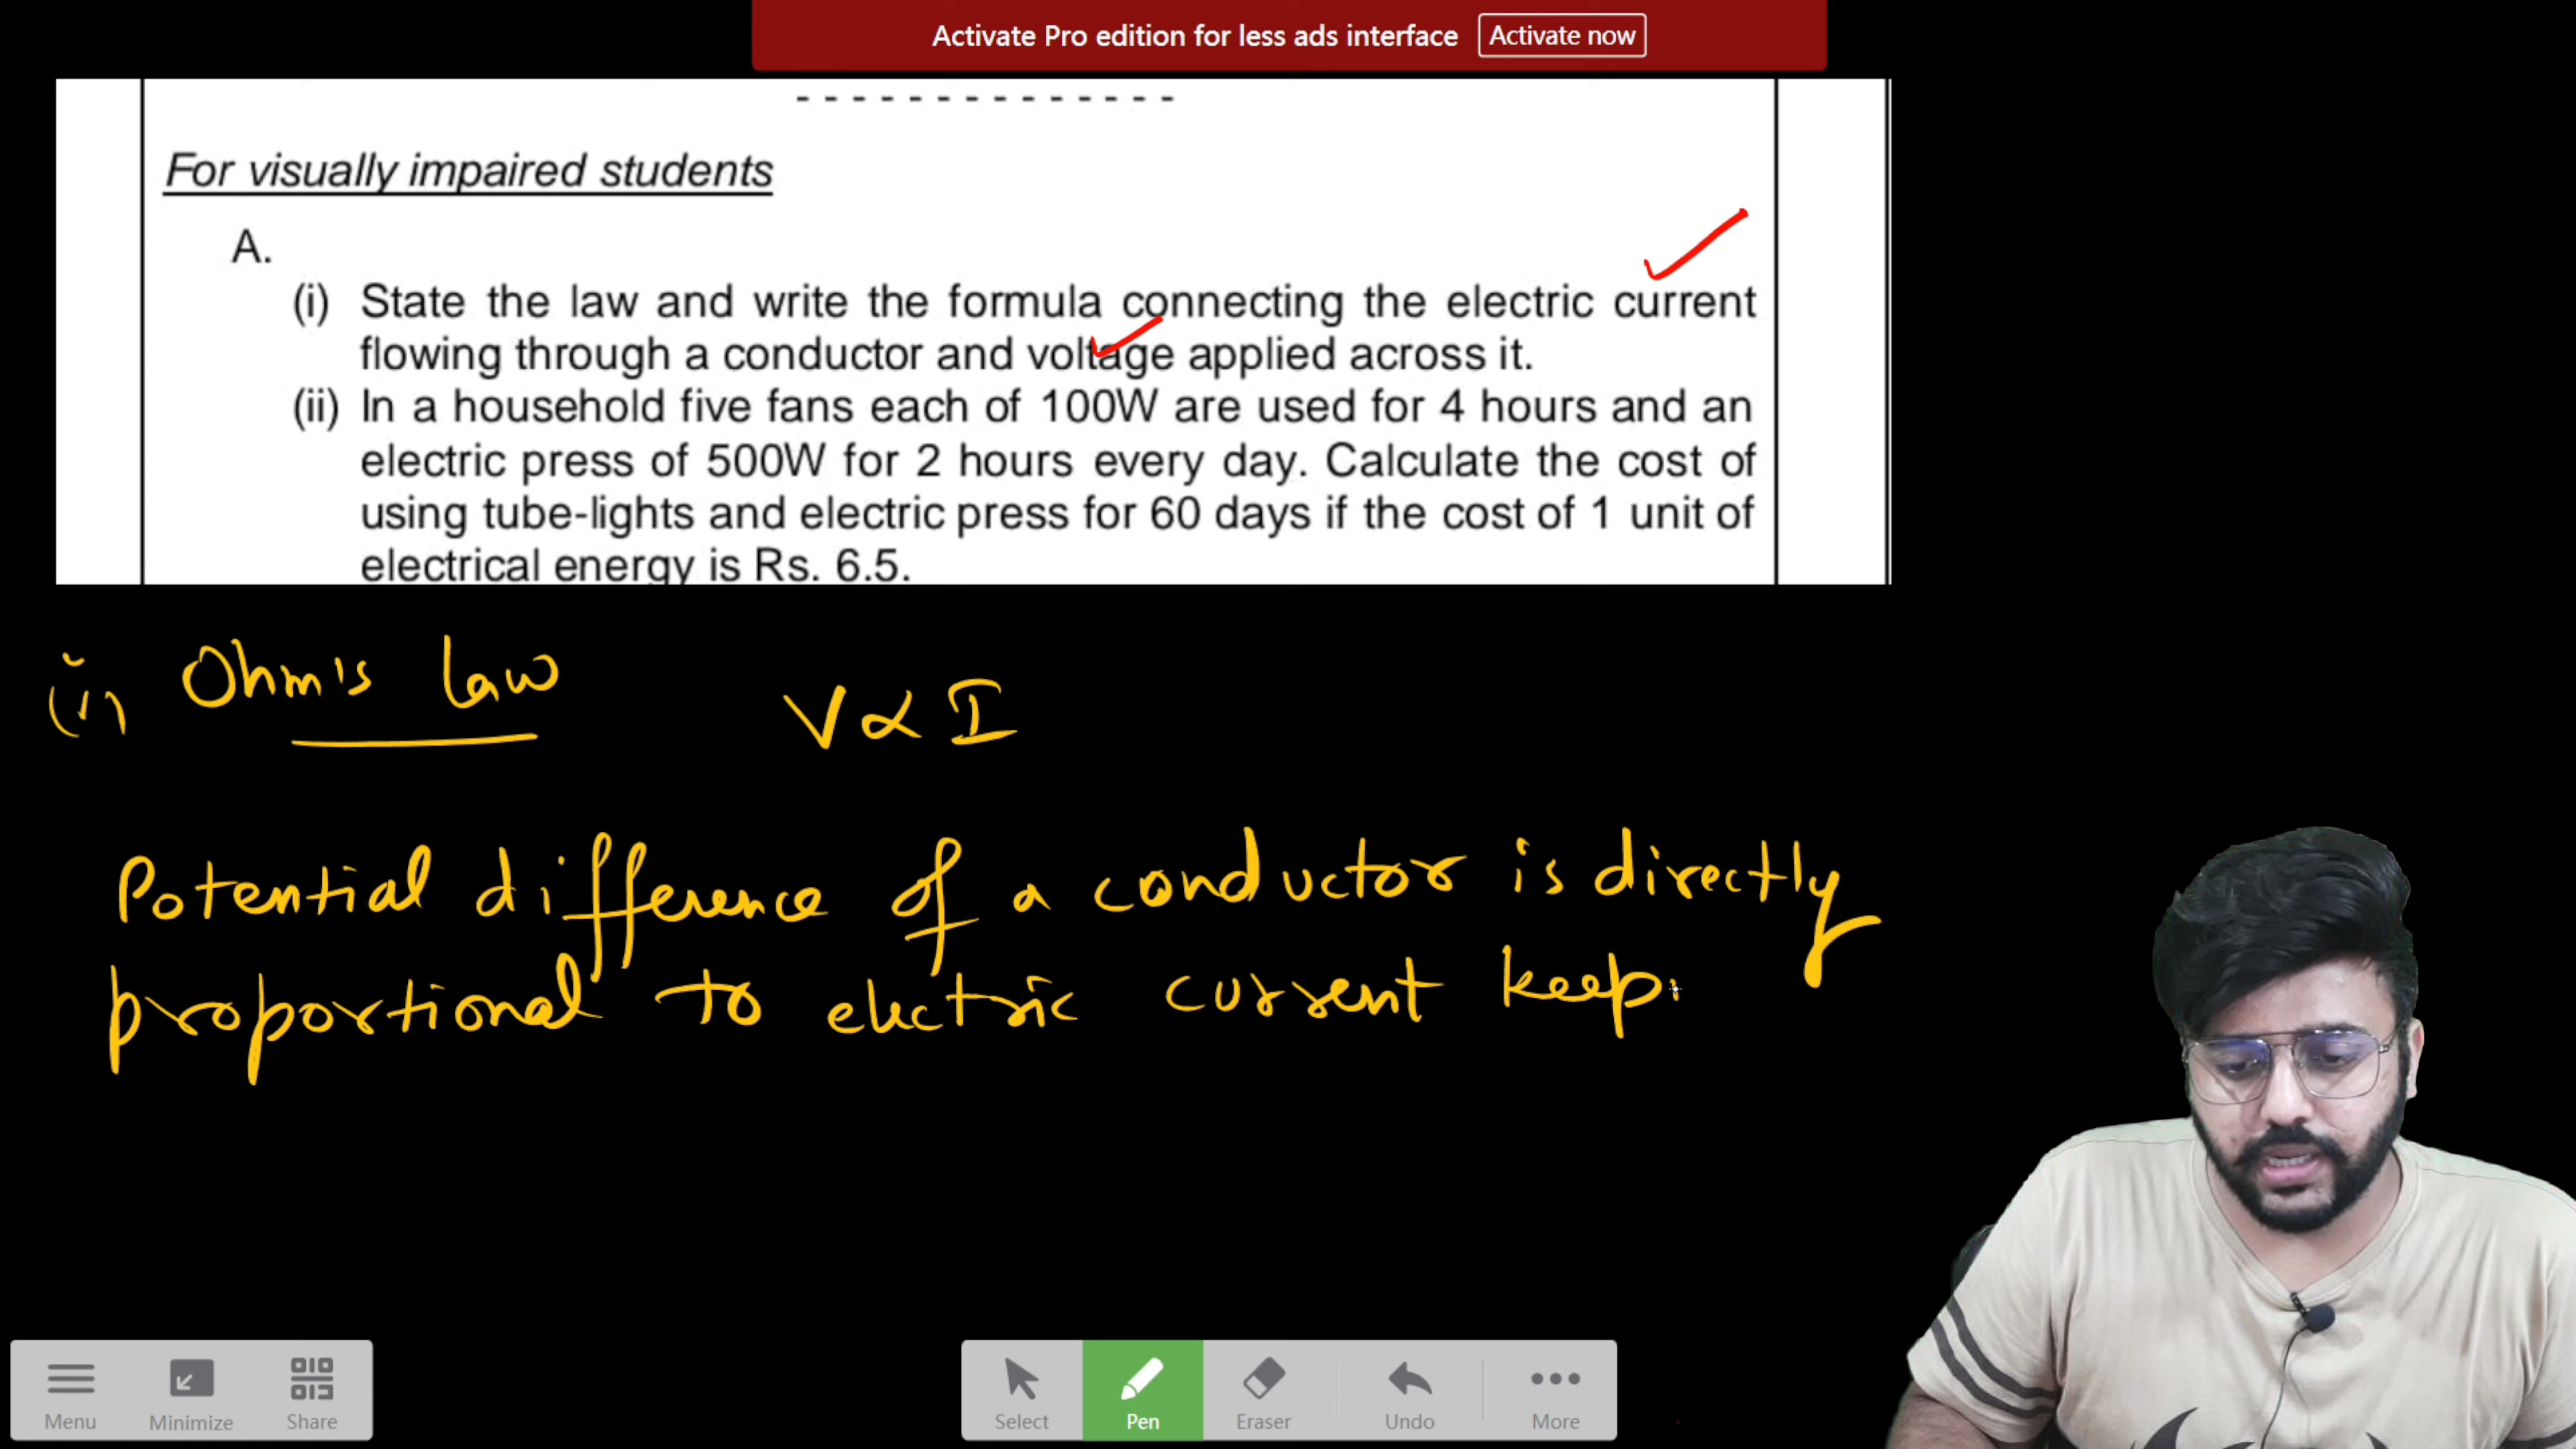 Activate Pro edition for less ads interface Activate now
- - - - - - - - - - - - - -
For visually impaired students
A.
(i) State the law and write the formula connecting the electric current
flowing through a conductor and voltage applied across it.
(ii) In a household five fans each of 100W are used for 4 hours and an
electric press of 500W for 2 hours every day. Calculate the cost of
using tube-lights and electric press for 60 days if the cost of 1 unit of
electrical energy is Rs. 6.5.
(i) Ohm's law V ∝ I
Potential difference of a conductor is directly
proportional to electric current keepi
Menu Minimize Share Select Pen Eraser Undo More